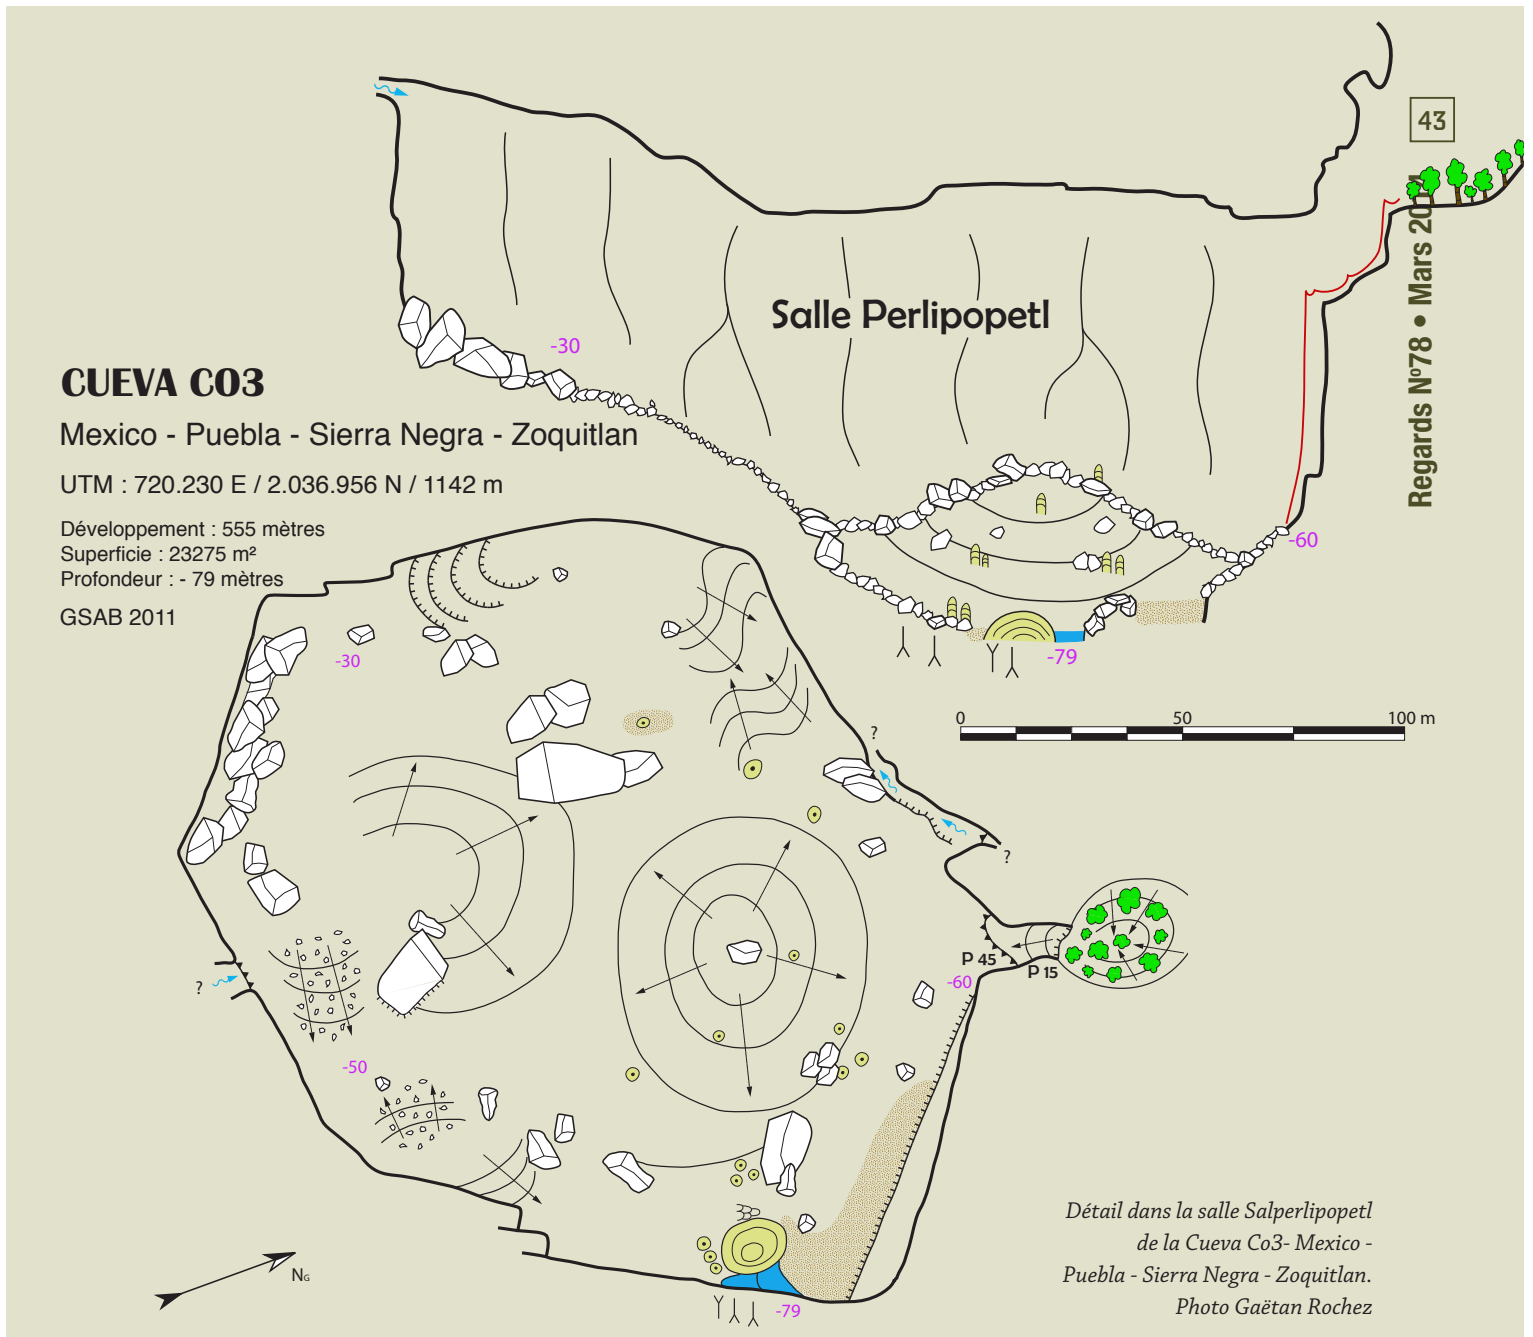 43
Regards Nº78 • Mars 2011
Salle Perlipopetl
-30
CUEVA CO3
Mexico - Puebla - Sierra Negra - Zoquitlan
UTM : 720.230 E / 2.036.956 N / 1142 m
Développement : 555 mètres
Superficie : 23275 m²
Profondeur : - 79 mètres
GSAB 2011
-60
-79
0 50 100 m
-30
?
?
P 45
P 15
-60
?
-50
-79
NG
Détail dans la salle Salperlipopetl
de la Cueva Co3- Mexico -
Puebla - Sierra Negra - Zoquitlan.
Photo Gaëtan Rochez